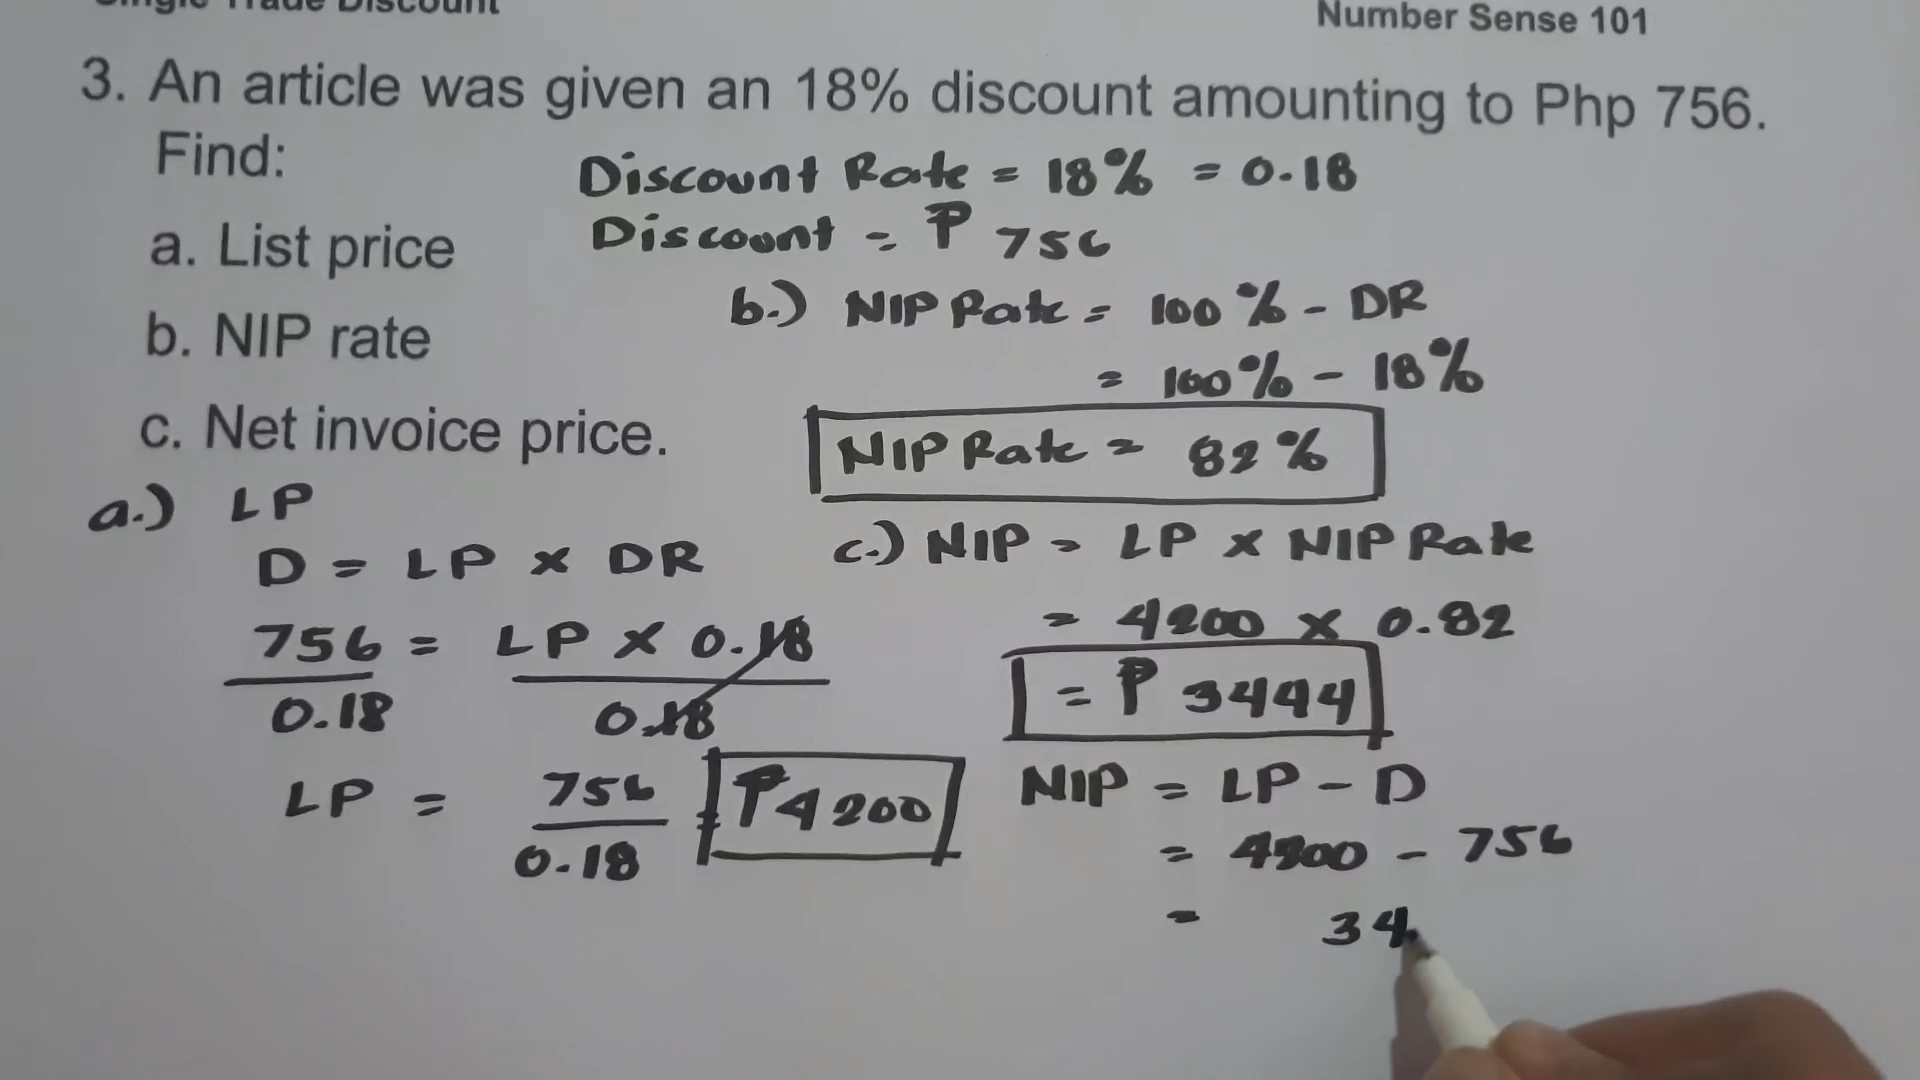 Single Trade Discount
Number Sense 101
3. An article was given an 18% discount amounting to Php 756.
Find:
Discount Rate = 18% = 0.18
a. List price
Discount = ₱ 756
b. NIP rate
c. Net invoice price.
a.) LP
D = LP x DR
756 = LP x 0.18
0.18 0.18
LP = 756 = ₱4200
0.18
b.) NIP Rate = 100% - DR
= 100% - 18%
NIP Rate = 82%
c.) NIP = LP x NIP Rate
= 4200 x 0.82
= ₱ 3444
NIP = LP - D
= 4200 - 756
= 34